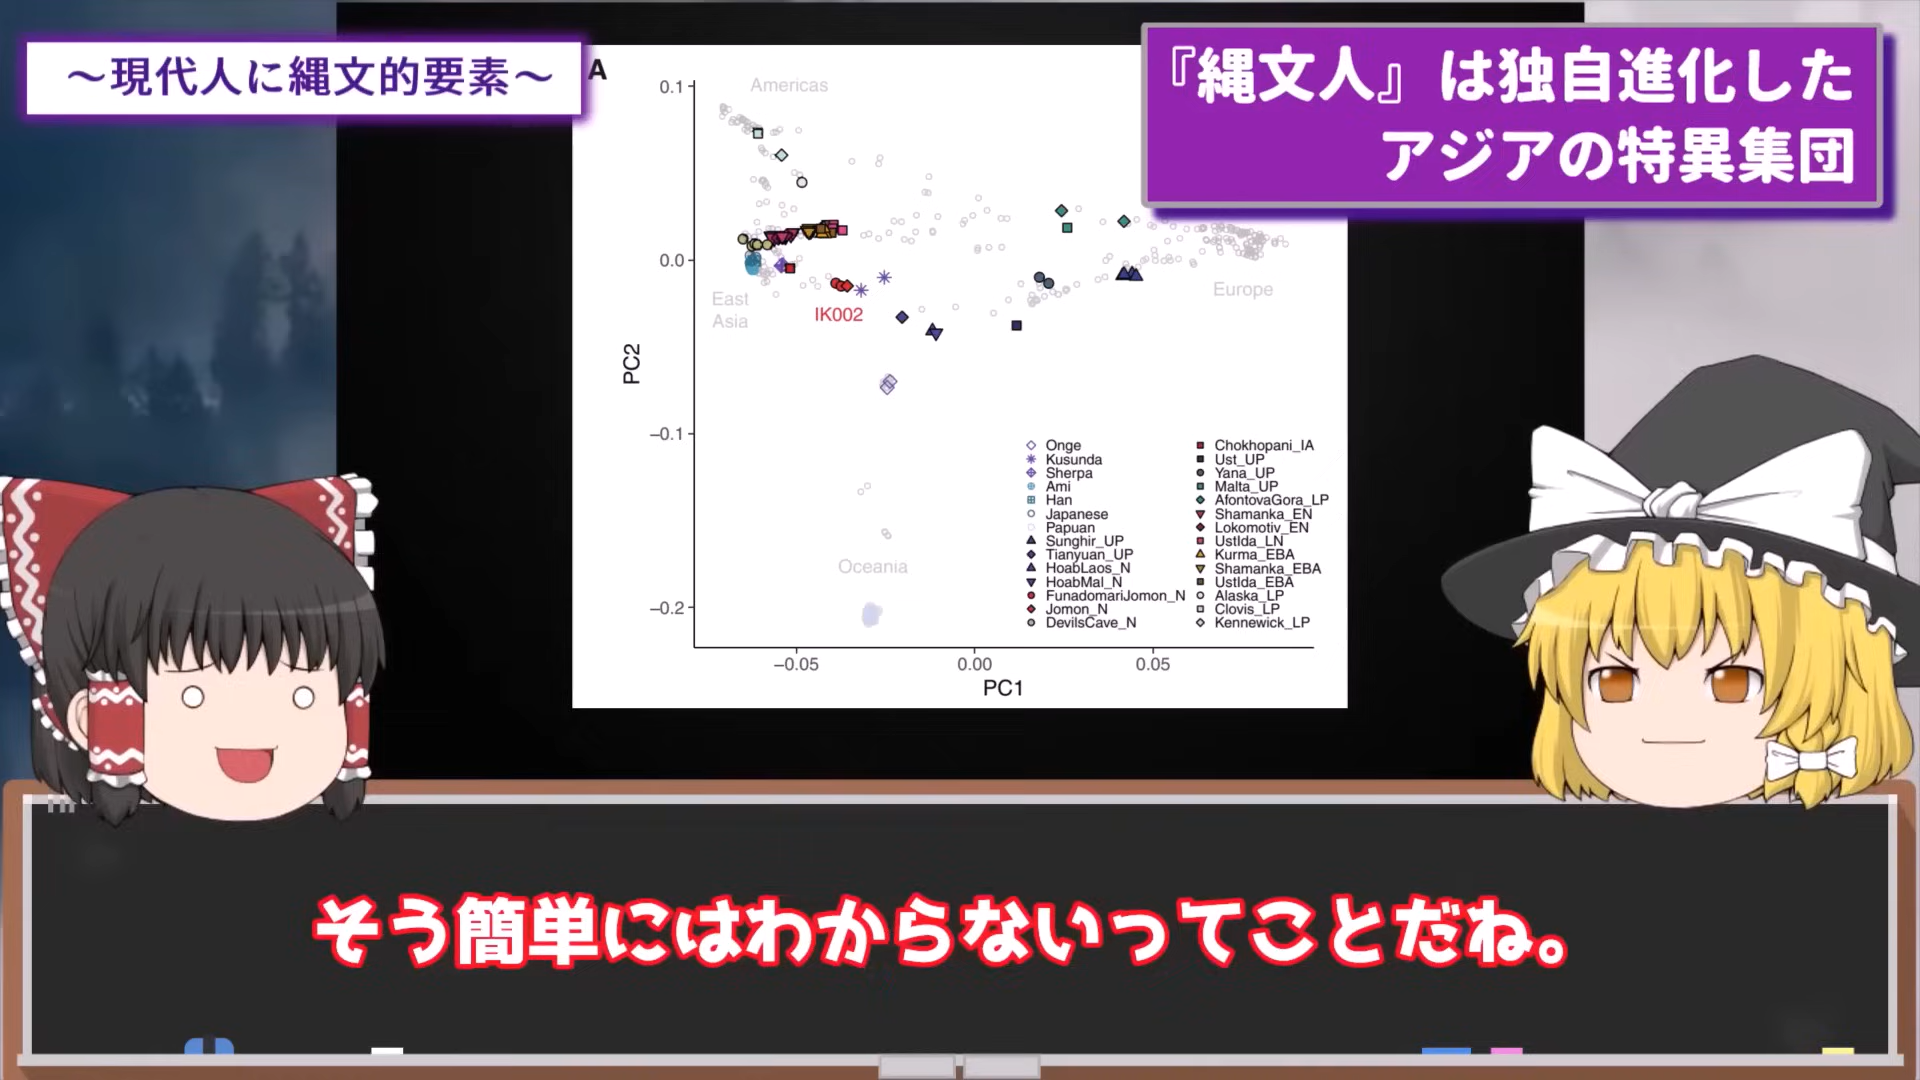 ～現代人に縄文的要素～
『縄文人』は独自進化した
アジアの特異集団
A
Americas
East
Asia
Europe
IK002
Oceania
0.1
0.0
−0.1
−0.2
PC2
−0.05
0.00
0.05
PC1
Onge
Kusunda
Sherpa
Ami
Han
Japanese
Papuan
Sunghir_UP
Tianyuan_UP
HoabLaos_N
HoabMal_N
FunadomariJomon_N
Jomon_N
DevilsCave_N
Chokhopani_IA
Ust_UP
Yana_UP
Malta_UP
AfontovaGora_LP
Shamanka_EN
Lokomotiv_EN
UstIda_LN
Kurma_EBA
Shamanka_EBA
UstIda_EBA
Alaska_LP
Clovis_LP
Kennewick_LP
そう簡単にはわからないってことだね。